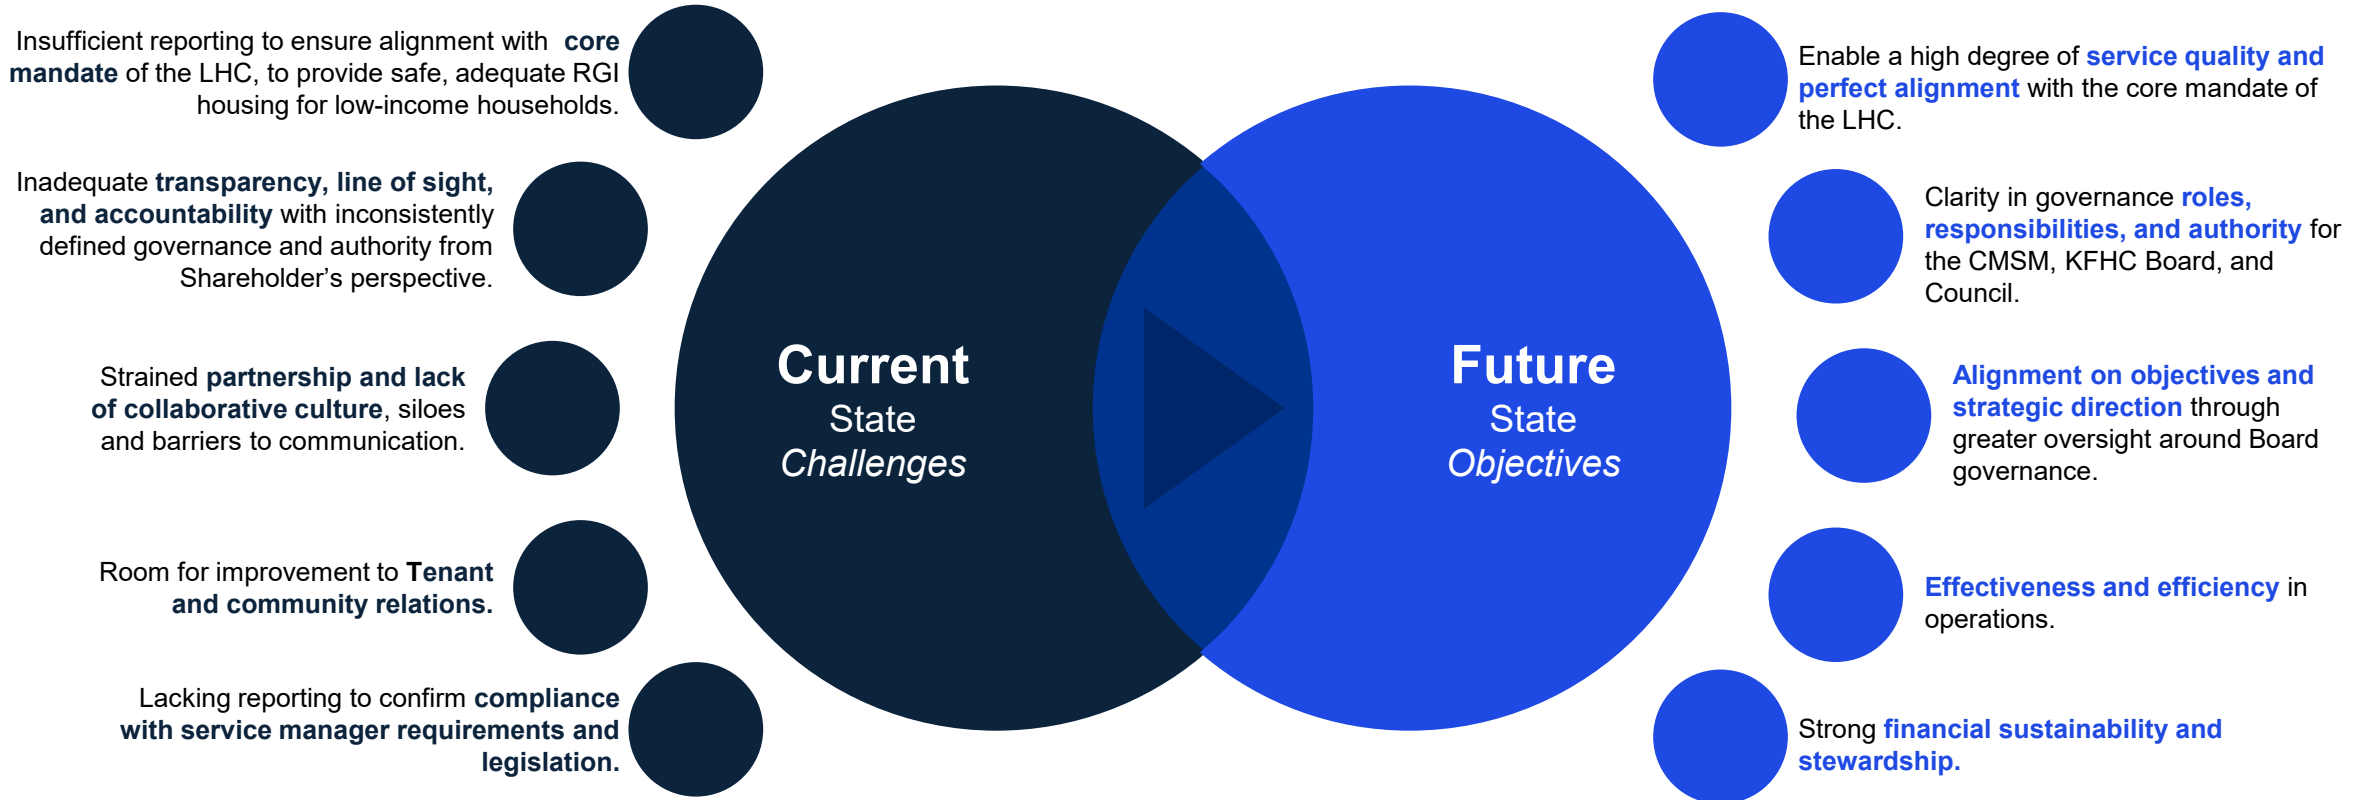 Insufficient reporting to ensure alignment with core
mandate of the LHC, to provide safe, adequate RGI
housing for low-income households.
Inadequate transparency, line of sight,
and accountability with inconsistently
defined governance and authority from
Shareholder’s perspective.
Strained partnership and lack
of collaborative culture, siloes
and barriers to communication.
Room for improvement to Tenant
and community relations.
Lacking reporting to confirm compliance
with service manager requirements and
legislation.
Current
State
Challenges
Future
State
Objectives
Enable a high degree of service quality and
perfect alignment with the core mandate of
the LHC.
Clarity in governance roles,
responsibilities, and authority for
the CMSM, KFHC Board, and
Council.
Alignment on objectives and
strategic direction through
greater oversight around Board
governance.
Effectiveness and efficiency in
operations.
Strong financial sustainability and
stewardship.